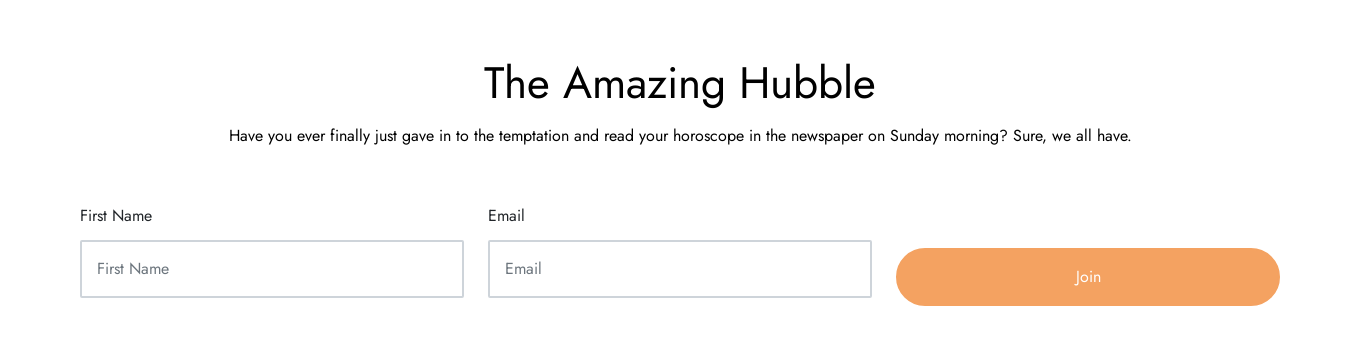 The Amazing Hubble
Have you ever finally just gave in to the temptation and read your horoscope in the newspaper on Sunday morning? Sure, we all have.
First Name
Email
First Name
Email
Join